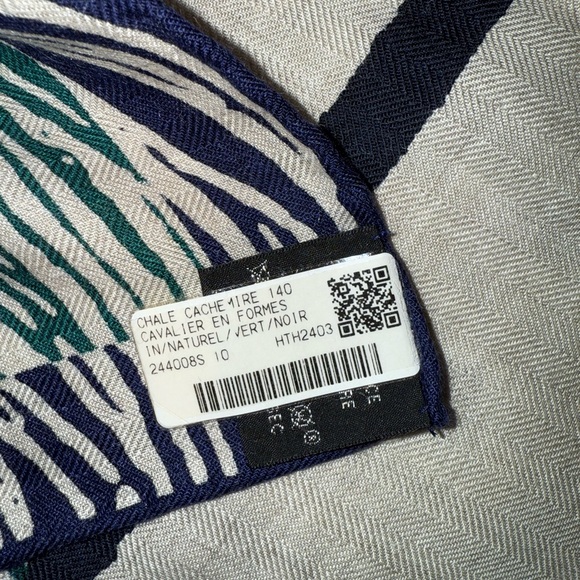 CHALE CACHEMIRE 140
CAVALIER EN FORMES
IN/NATUREL/VERT/NOIR
244008S 10 HTH2403
®